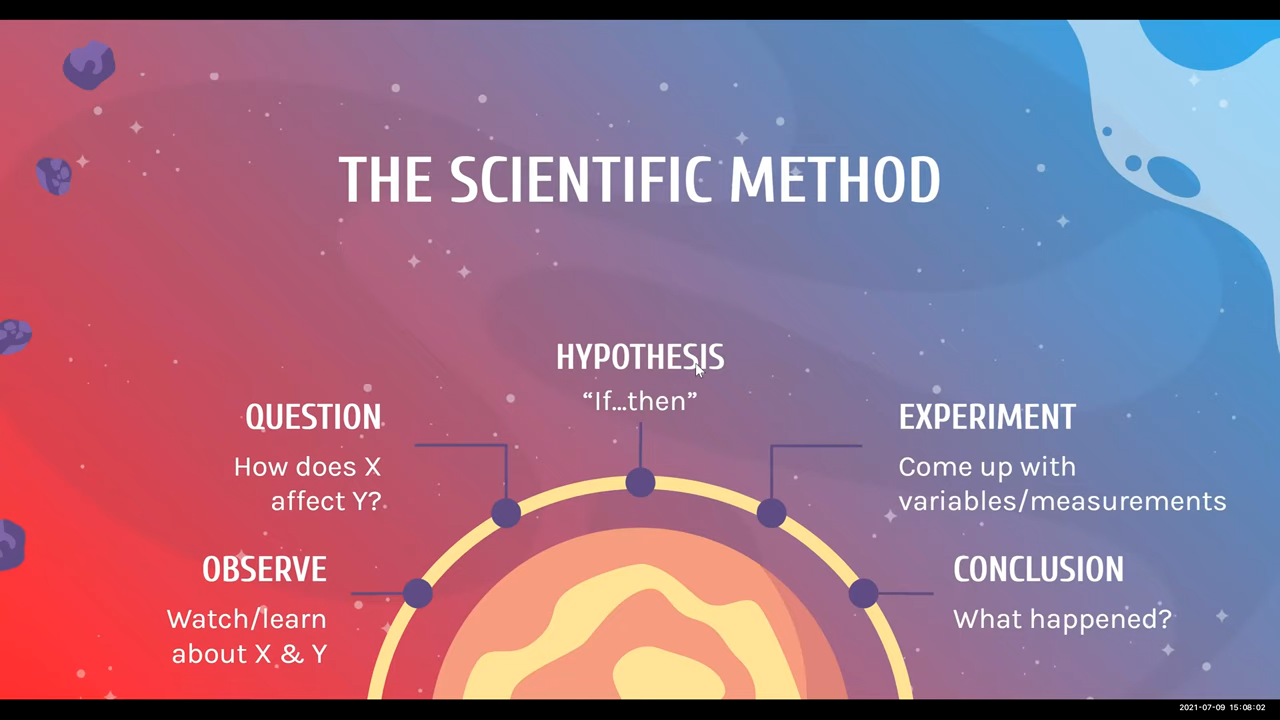 THE SCIENTIFIC METHOD
OBSERVE
Watch/learn
about X & Y
QUESTION
How does X
affect Y?
HYPOTHESIS
“If...then”
EXPERIMENT
Come up with
variables/measurements
CONCLUSION
What happened?
2021-07-09 15:08:02